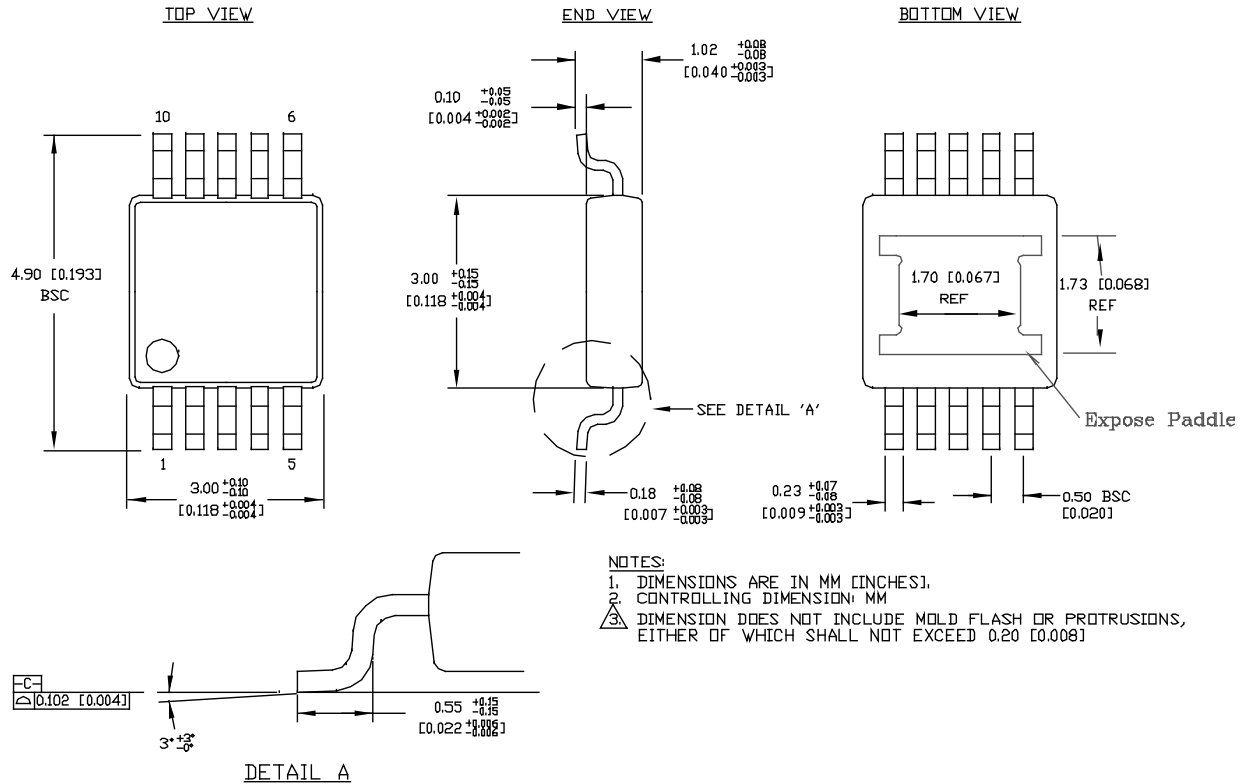 TOP VIEW
END VIEW
BOTTOM VIEW
1.02 +0.08 -0.08
[0.040 +0.003 -0.003]
0.10 +0.05 -0.05
[0.004 +0.002 -0.002]
10
6
4.90 [0.193]
BSC
3.00 +0.15 -0.15
[0.118 +0.004 -0.004]
1.70 [0.067]
REF
1.73 [0.068]
REF
SEE DETAIL 'A'
Expose Paddle
1
5
3.00 +0.10 -0.10
[0.118 +0.004 -0.004]
0.18 +0.08 -0.08
[0.007 +0.003 -0.003]
0.23 +0.07 -0.08
[0.009 +0.003 -0.003]
0.50 BSC
[0.020]
NOTES:
1. DIMENSIONS ARE IN MM [INCHES].
2. CONTROLLING DIMENSION: MM
3. DIMENSION DOES NOT INCLUDE MOLD FLASH OR PROTRUSIONS,
EITHER OF WHICH SHALL NOT EXCEED 0.20 [0.008]
-C-
0.102 [0.004]
0.55 +0.15 -0.15
[0.022 +0.006 -0.002]
3° +3° -0°
DETAIL A